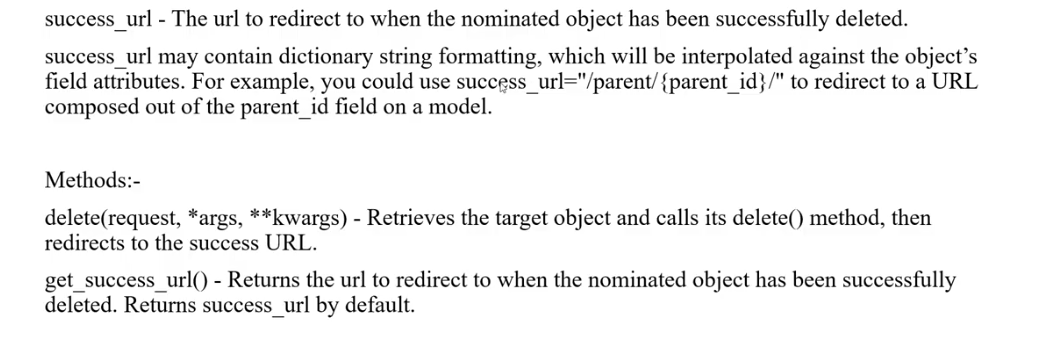 success_url - The url to redirect to when the nominated object has been successfully deleted.
success_url may contain dictionary string formatting, which will be interpolated against the object’s
field attributes. For example, you could use success_url="/parent/{parent_id}/" to redirect to a URL
composed out of the parent_id field on a model.
Methods:-
delete(request, *args, **kwargs) - Retrieves the target object and calls its delete() method, then
redirects to the success URL.
get_success_url() - Returns the url to redirect to when the nominated object has been successfully
deleted. Returns success_url by default.